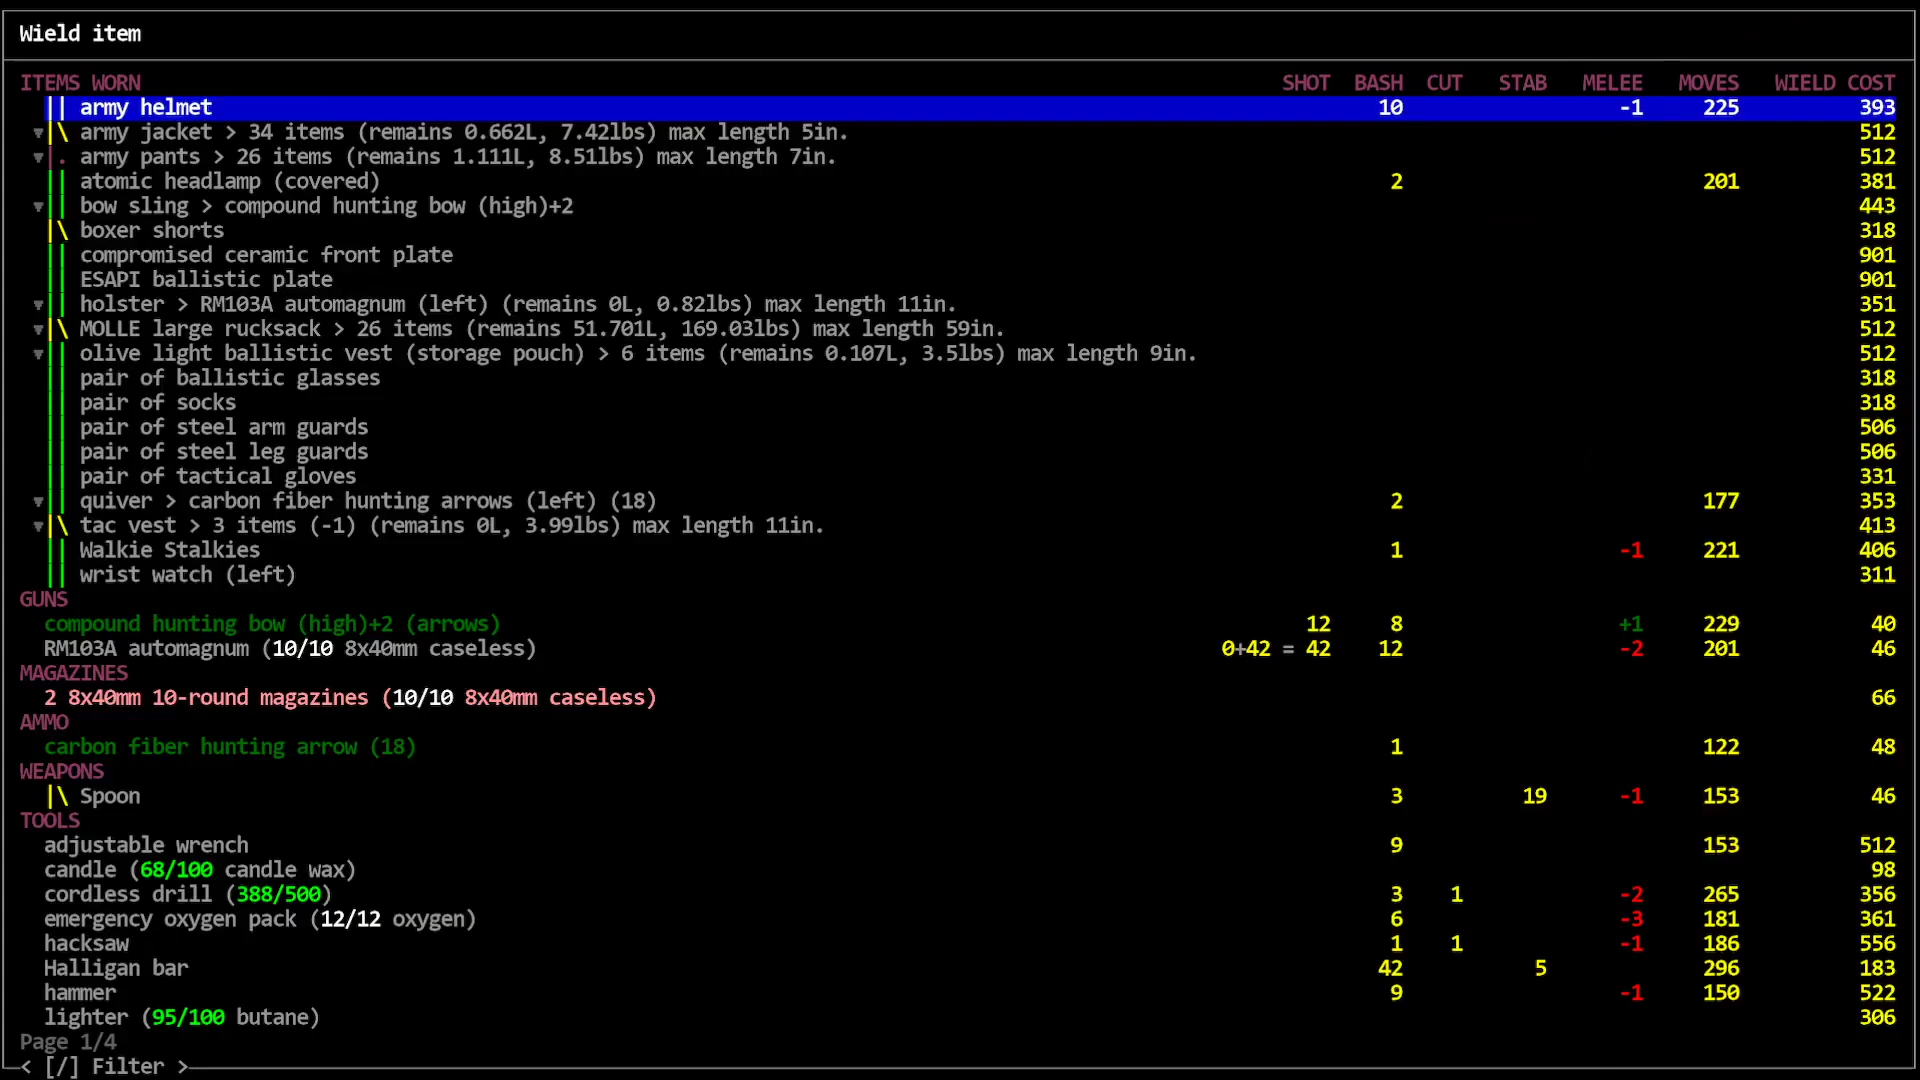 Wield item
ITEMS WORN SHOT BASH CUT STAB MELEE MOVES WIELD COST
|| army helmet 10 -1 225 393
▼|\ army jacket > 34 items (remains 0.662L, 7.42lbs) max length 5in. 512
▼|. army pants > 26 items (remains 1.111L, 8.51lbs) max length 7in. 512
|| atomic headlamp (covered) 2 201 381
▼|| bow sling > compound hunting bow (high)+2 443
|\ boxer shorts 318
|| compromised ceramic front plate 901
|| ESAPI ballistic plate 901
▼|| holster > RM103A automagnum (left) (remains 0L, 0.82lbs) max length 11in. 351
▼|\ MOLLE large rucksack > 26 items (remains 51.701L, 169.03lbs) max length 59in. 512
▼|| olive light ballistic vest (storage pouch) > 6 items (remains 0.107L, 3.5lbs) max length 9in. 512
|| pair of ballistic glasses 318
|| pair of socks 318
|| pair of steel arm guards 506
|| pair of steel leg guards 506
|| pair of tactical gloves 331
▼|| quiver > carbon fiber hunting arrows (left) (18) 2 177 353
▼|\ tac vest > 3 items (-1) (remains 0L, 3.99lbs) max length 11in. 413
|| Walkie Stalkies 1 -1 221 406
|| wrist watch (left) 311
GUNS
compound hunting bow (high)+2 (arrows) 12 8 +1 229 40
RM103A automagnum (10/10 8x40mm caseless) 0+42 = 42 12 -2 201 46
MAGAZINES
2 8x40mm 10-round magazines (10/10 8x40mm caseless) 66
AMMO
carbon fiber hunting arrow (18) 1 122 48
WEAPONS
|\ Spoon 3 19 -1 153 46
TOOLS
adjustable wrench 9 153 512
candle (68/100 candle wax) 98
cordless drill (388/500) 3 1 -2 265 356
emergency oxygen pack (12/12 oxygen) 6 -3 181 361
hacksaw 1 1 -1 186 556
Halligan bar 42 5 296 183
hammer 9 -1 150 522
lighter (95/100 butane) 306
Page 1/4
< [/] Filter >